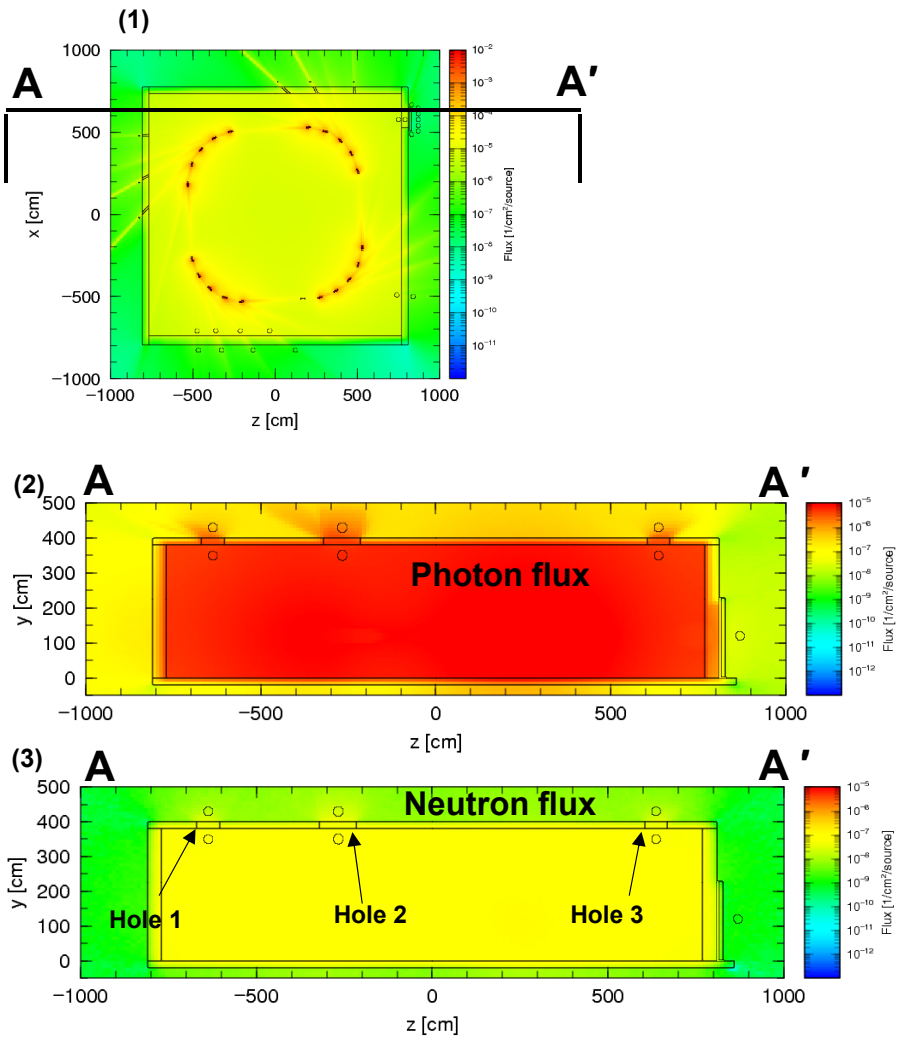 (1)
A
A′
1000
500
0
−500
−1000
x [cm]
−1000 −500 0 500 1000
z [cm]
10⁻²
10⁻³
10⁻⁴
10⁻⁵
10⁻⁶
10⁻⁷
10⁻⁸
10⁻⁹
10⁻¹⁰
10⁻¹¹
Flux [1/cm²/source]
(2)
A
A′
500
400
300
200
100
0
y [cm]
Photon flux
−1000 −500 0 500 1000
z [cm]
10⁻⁵
10⁻⁶
10⁻⁷
10⁻⁸
10⁻⁹
10⁻¹⁰
10⁻¹¹
10⁻¹²
Flux [1/cm²/source]
(3)
A
A′
500
400
300
200
100
0
y [cm]
Neutron flux
Hole 1
Hole 2
Hole 3
−1000 −500 0 500 1000
z [cm]
10⁻⁵
10⁻⁶
10⁻⁷
10⁻⁸
10⁻⁹
10⁻¹⁰
10⁻¹¹
10⁻¹²
Flux [1/cm²/source]